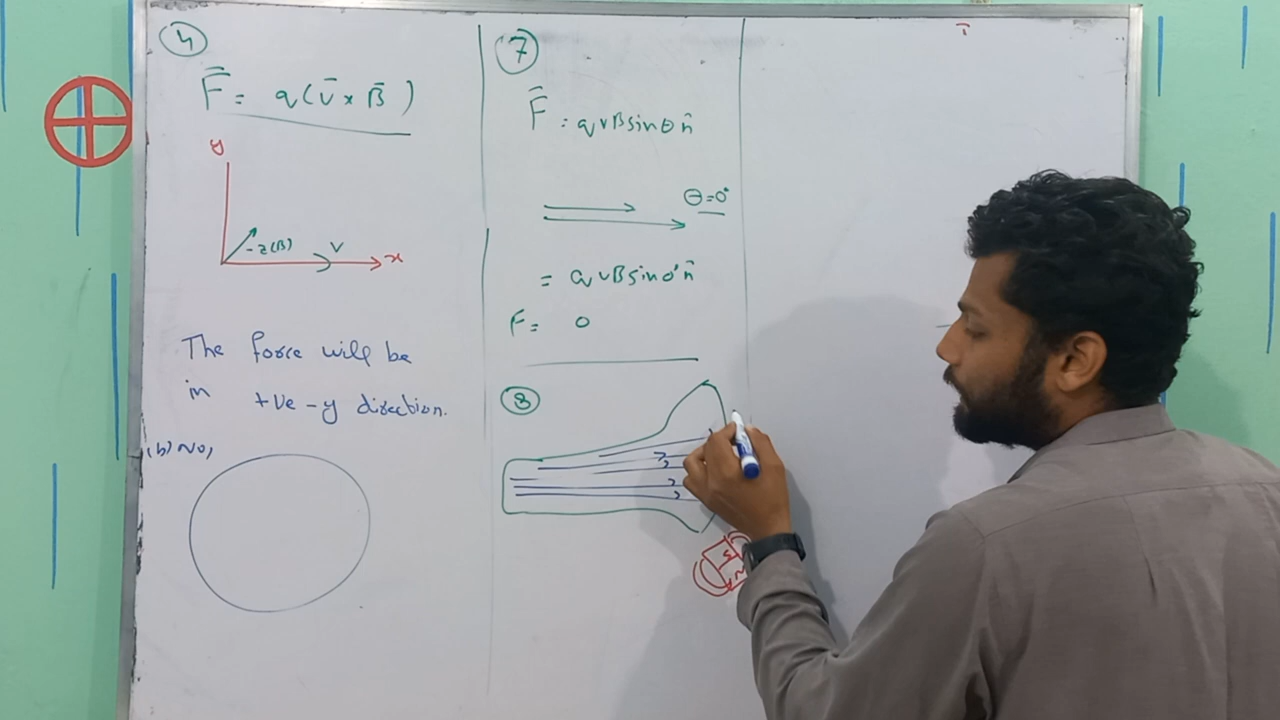 4
F̄ = q(v̄ × B̄)
y
-z(B)
v
x
The force will be
in +ve-y direction.
(b) No,
7
F̄ = qvBsinθ n̂
θ=0°
= qvBsin0° n̂
F = 0
8
S
N